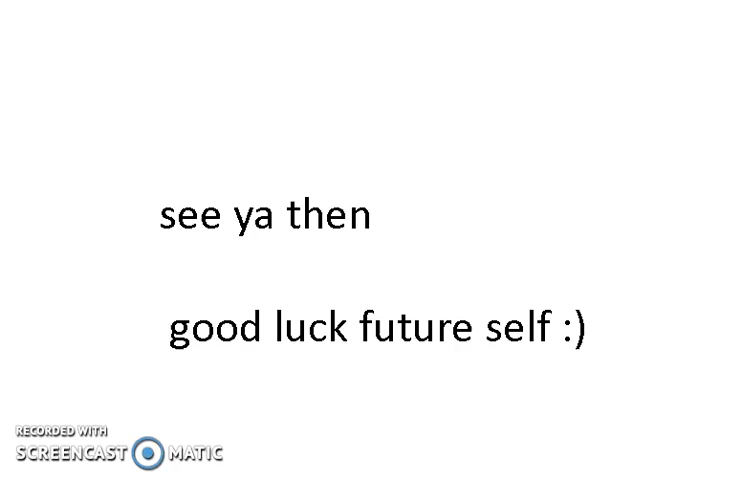 see ya then
good luck future self :)
RECORDED WITH
SCREENCAST MATIC